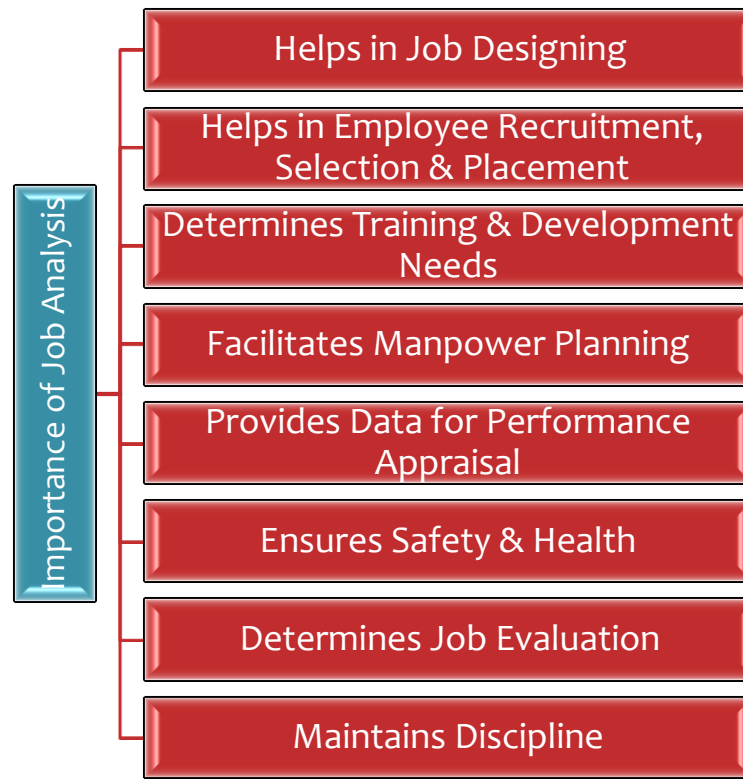 Importance of Job Analysis
Helps in Job Designing
Helps in Employee Recruitment,
Selection & Placement
Determines Training & Development
Needs
Facilitates Manpower Planning
Provides Data for Performance
Appraisal
Ensures Safety & Health
Determines Job Evaluation
Maintains Discipline